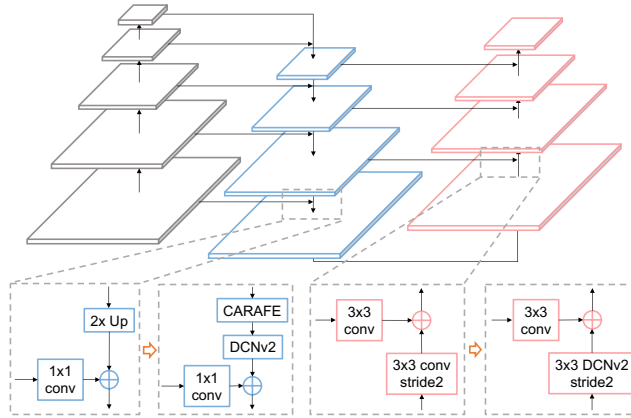 2x Up
1x1
conv
CARAFE
DCNv2
1x1
conv
3x3
conv
3x3 conv
stride2
3x3
conv
3x3 DCNv2
stride2